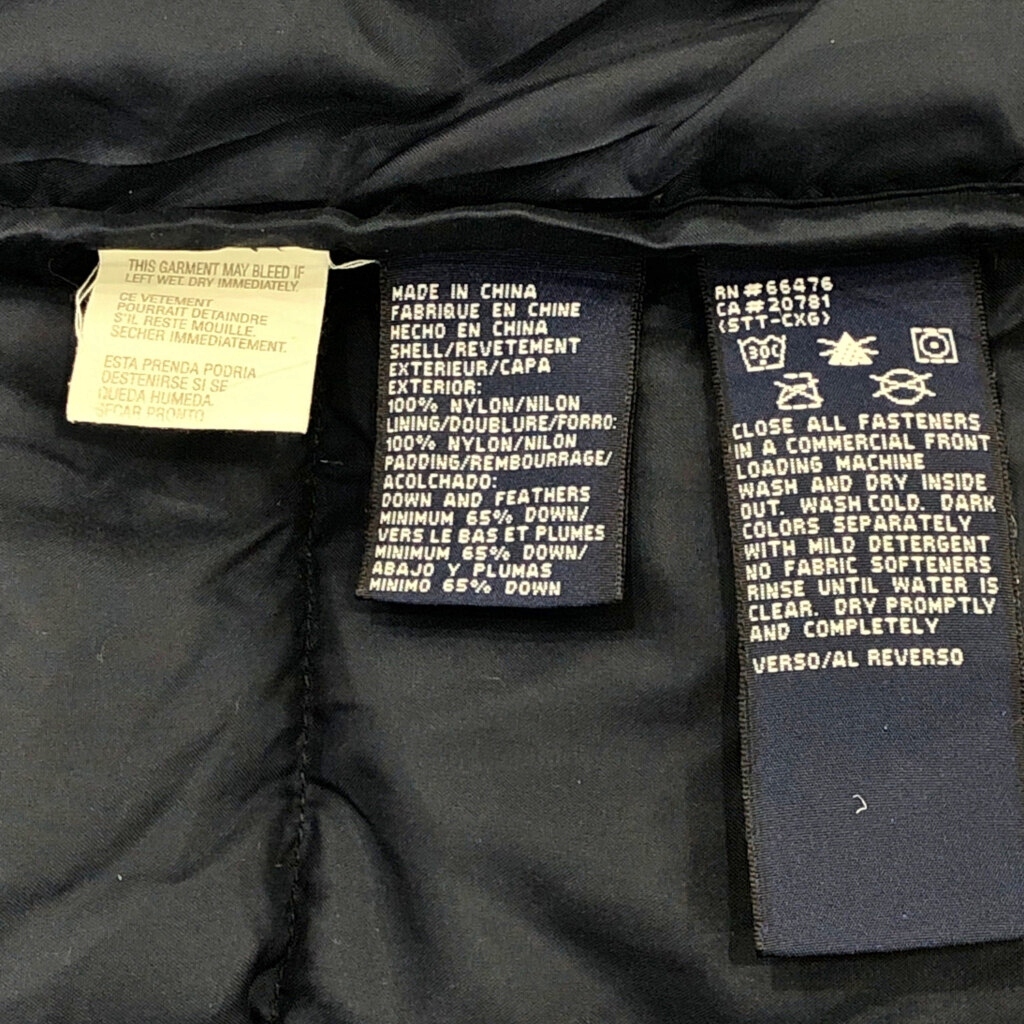 THIS GARMENT MAY BLEED IF
LEFT WET. DRY IMMEDIATELY.
CE VETEMENT
POURRAIT DETAINDRE
S'IL RESTE MOUILLE.
SECHER IMMEDIATEMENT.
ESTA PRENDA PODRIA
DESTENIRSE SI SE
QUEDA HUMEDA.
SECAR PRONTO
MADE IN CHINA
FABRIQUE EN CHINE
HECHO EN CHINA
SHELL/REVETEMENT
EXTERIEUR/CAPA
EXTERIOR:
100% NYLON/NILON
LINING/DOUBLURE/FORRO:
100% NYLON/NILON
PADDING/REMBOURRAGE/
ACOLCHADO:
DOWN AND FEATHERS
MINIMUM 65% DOWN/
VERS LE BAS ET PLUMES
MINIMUM 65% DOWN/
ABAJO Y PLUMAS
MINIMO 65% DOWN
RN #66476
CA #20781
(STT-CXG)
30C
CLOSE ALL FASTENERS
IN A COMMERCIAL FRONT
LOADING MACHINE
WASH AND DRY INSIDE
OUT. WASH COLD. DARK
COLORS SEPARATELY
WITH MILD DETERGENT
NO FABRIC SOFTENERS
RINSE UNTIL WATER IS
CLEAR. DRY PROMPTLY
AND COMPLETELY
VERSO/AL REVERSO